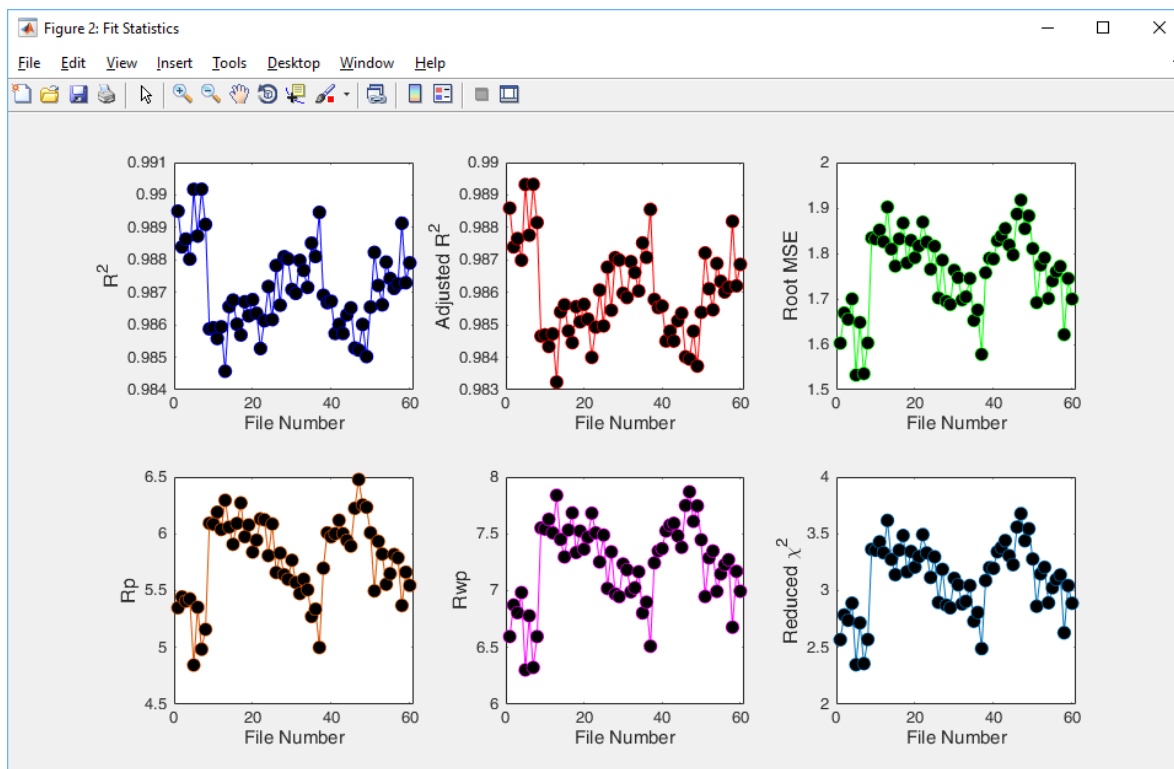 Figure 2: Fit Statistics
File Edit View Insert Tools Desktop Window Help
R²
0.991
0.99
0.989
0.988
0.987
0.986
0.985
0.984
0 20 40 60
File Number
Adjusted R²
0.99
0.989
0.988
0.987
0.986
0.985
0.984
0.983
0 20 40 60
File Number
Root MSE
2
1.9
1.8
1.7
1.6
1.5
0 20 40 60
File Number
Rp
6.5
6
5.5
5
4.5
0 20 40 60
File Number
Rwp
8
7.5
7
6.5
6
0 20 40 60
File Number
Reduced χ²
4
3.5
3
2.5
2
0 20 40 60
File Number